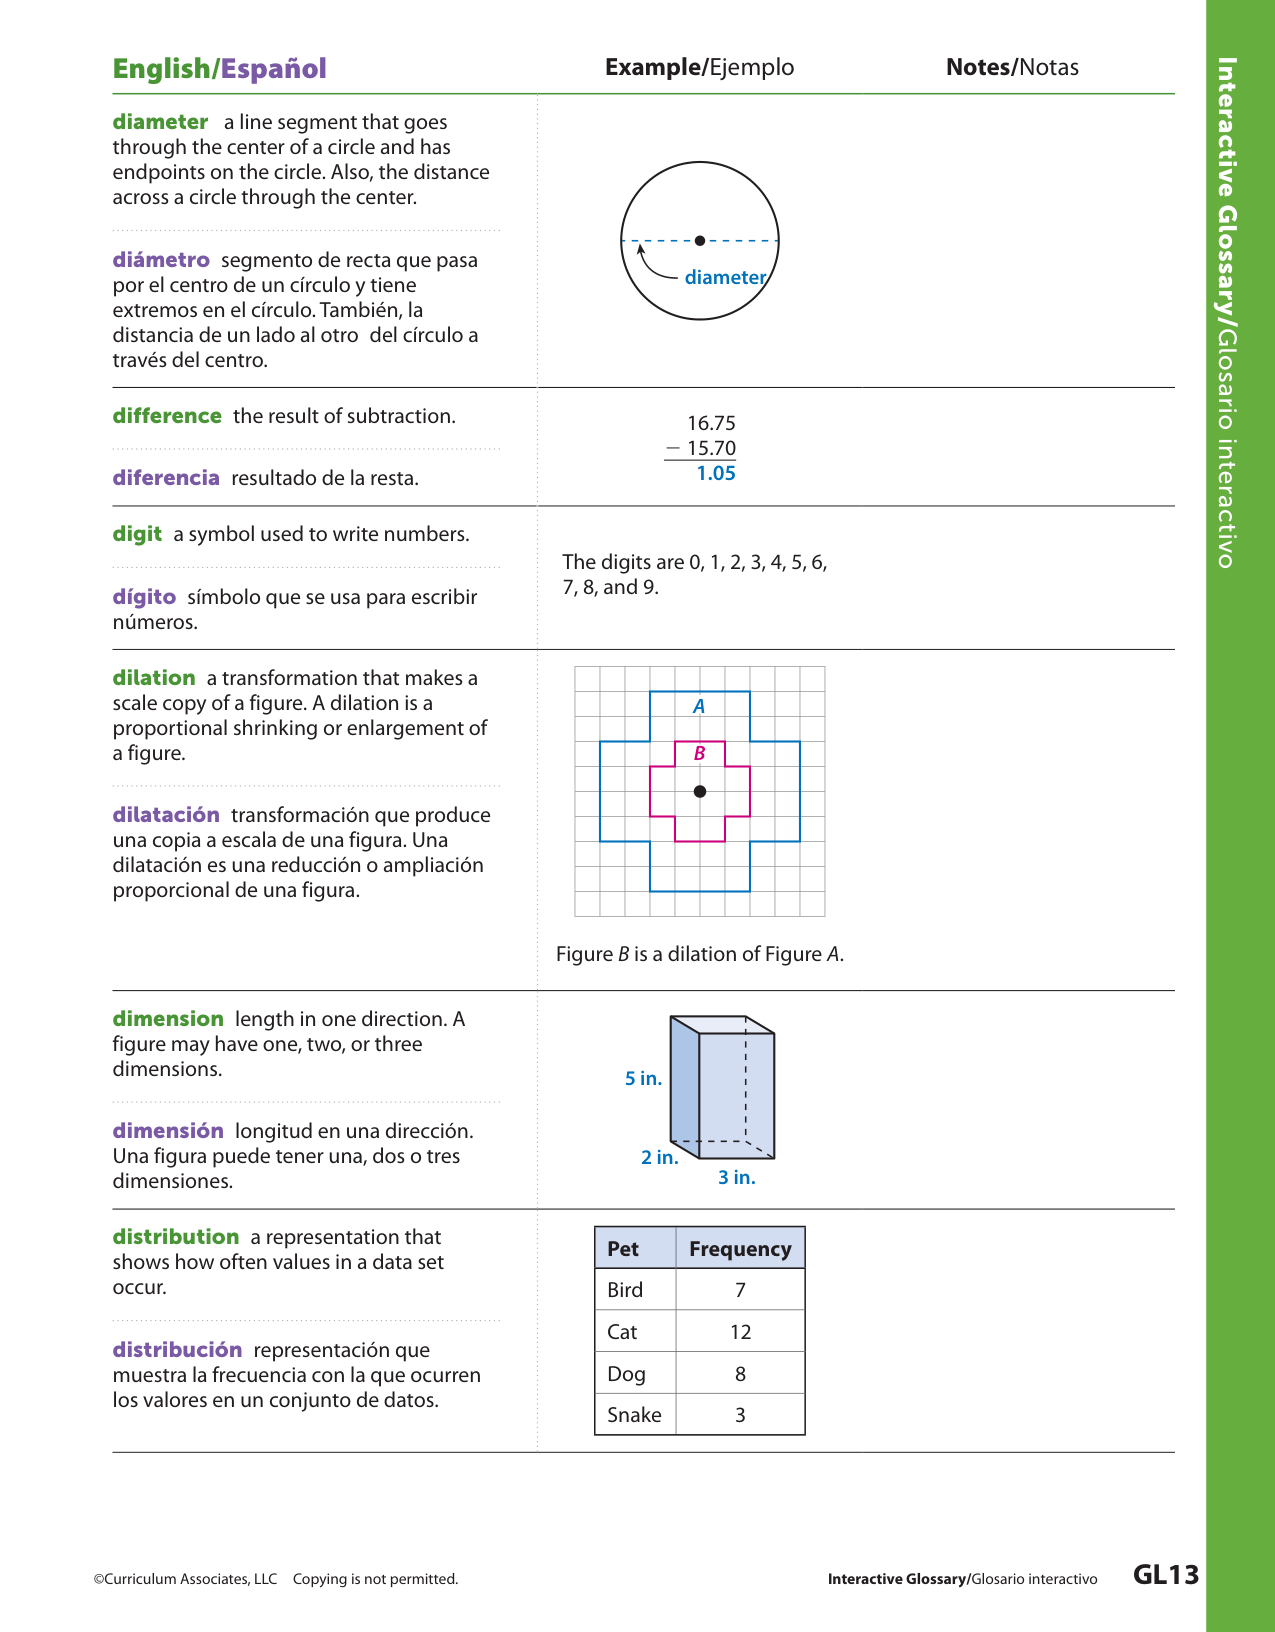 English/Español
Example/Ejemplo
Notes/Notas
diameter a line segment that goes
through the center of a circle and has
endpoints on the circle. Also, the distance
across a circle through the center.
diámetro segmento de recta que pasa
por el centro de un círculo y tiene
extremos en el círculo. También, la
distancia de un lado al otro del círculo a
través del centro.
diameter
difference the result of subtraction.
diferencia resultado de la resta.
16.75
− 15.70
1.05
digit a symbol used to write numbers.
dígito símbolo que se usa para escribir
números.
The digits are 0, 1, 2, 3, 4, 5, 6,
7, 8, and 9.
dilation a transformation that makes a
scale copy of a figure. A dilation is a
proportional shrinking or enlargement of
a figure.
dilatación transformación que produce
una copia a escala de una figura. Una
dilatación es una reducción o ampliación
proporcional de una figura.
A
B
Figure B is a dilation of Figure A.
dimension length in one direction. A
figure may have one, two, or three
dimensions.
dimensión longitud en una dirección.
Una figura puede tener una, dos o tres
dimensiones.
5 in.
2 in.
3 in.
distribution a representation that
shows how often values in a data set
occur.
distribución representación que
muestra la frecuencia con la que ocurren
los valores en un conjunto de datos.
Pet Frequency
Bird 7
Cat 12
Dog 8
Snake 3
Interactive Glossary/Glosario interactivo
©Curriculum Associates, LLC Copying is not permitted.
Interactive Glossary/Glosario interactivo GL13